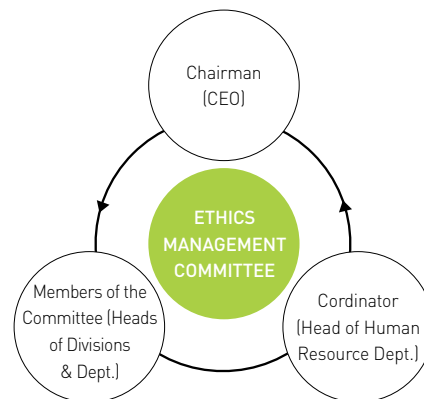 Chairman
(CEO)
ETHICS
MANAGEMENT
COMMITTEE
Members of the
Committee (Heads
of Divisions
& Dept.)
Cordinator
(Head of Human
Resource Dept.)